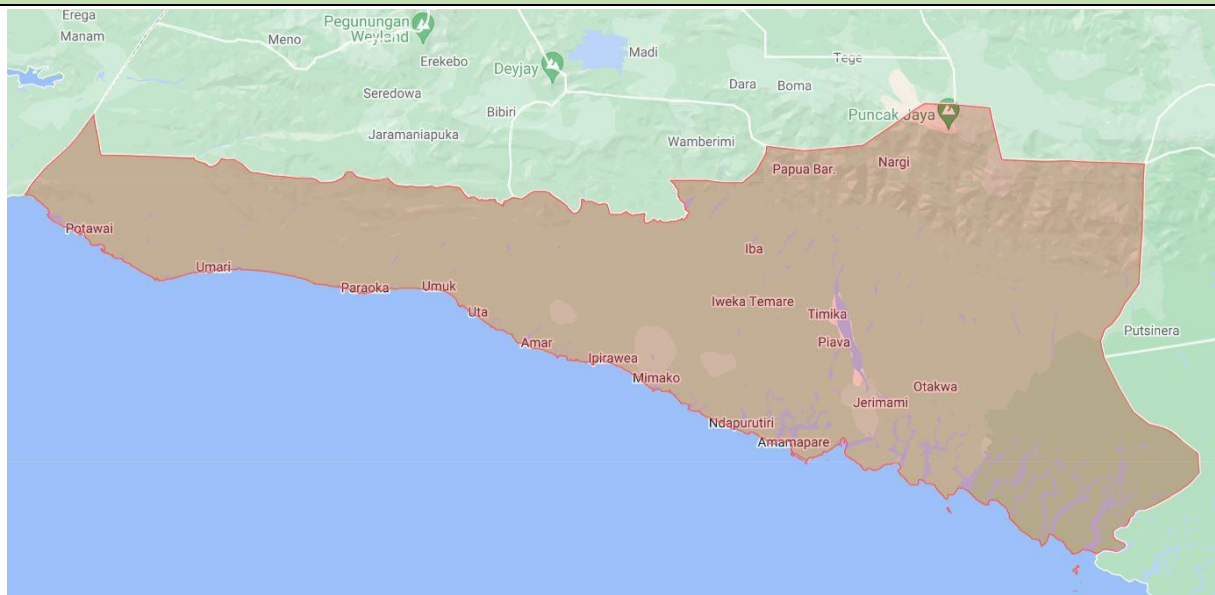 Erega
Manam
Meno
Pegunungan
Weyland
Erekebo
Deyjay
Madi
Seredowa
Bibiri
Jaramaniapuka
Tege
Dara
Boma
Puncak Jaya
Wamberimi
Papua Bar.
Nargi
Potawai
Umari
Iba
Paraoka
Umuk
Uta
Iweka Temare
Timika
Piava
Putsinera
Amar
Ipirawea
Mimako
Otakwa
Jerimami
Ndapurutiri
Amamapare